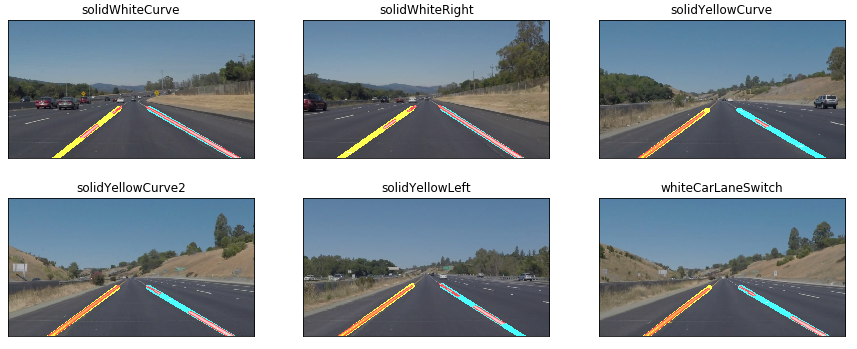 solidWhiteCurve
solidWhiteRight
solidYellowCurve
solidYellowCurve2
solidYellowLeft
whiteCarLaneSwitch